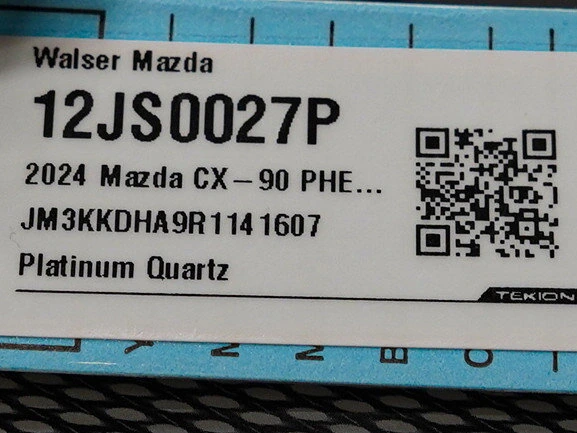 Walser Mazda
12JS0027P
2024 Mazda CX-90 PHE...
JM3KKDHA9R1141607
Platinum Quartz
TEKION